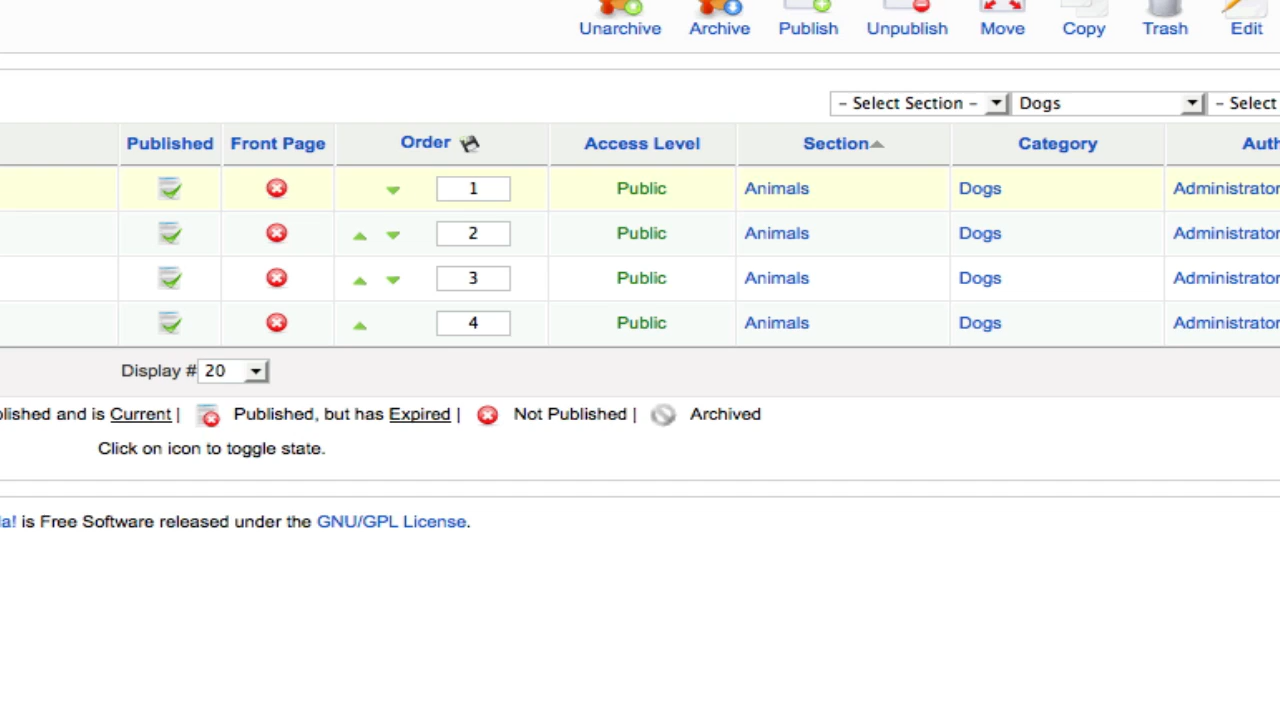 Unarchive Archive Publish Unpublish Move Copy Trash Edit
– Select Section – Dogs – Select
Published Front Page Order Access Level Section Category Auth
1 Public Animals Dogs Administrator
2 Public Animals Dogs Administrator
3 Public Animals Dogs Administrator
4 Public Animals Dogs Administrator
Display # 20
blished and is Current | Published, but has Expired | Not Published | Archived
Click on icon to toggle state.
la! is Free Software released under the GNU/GPL License.